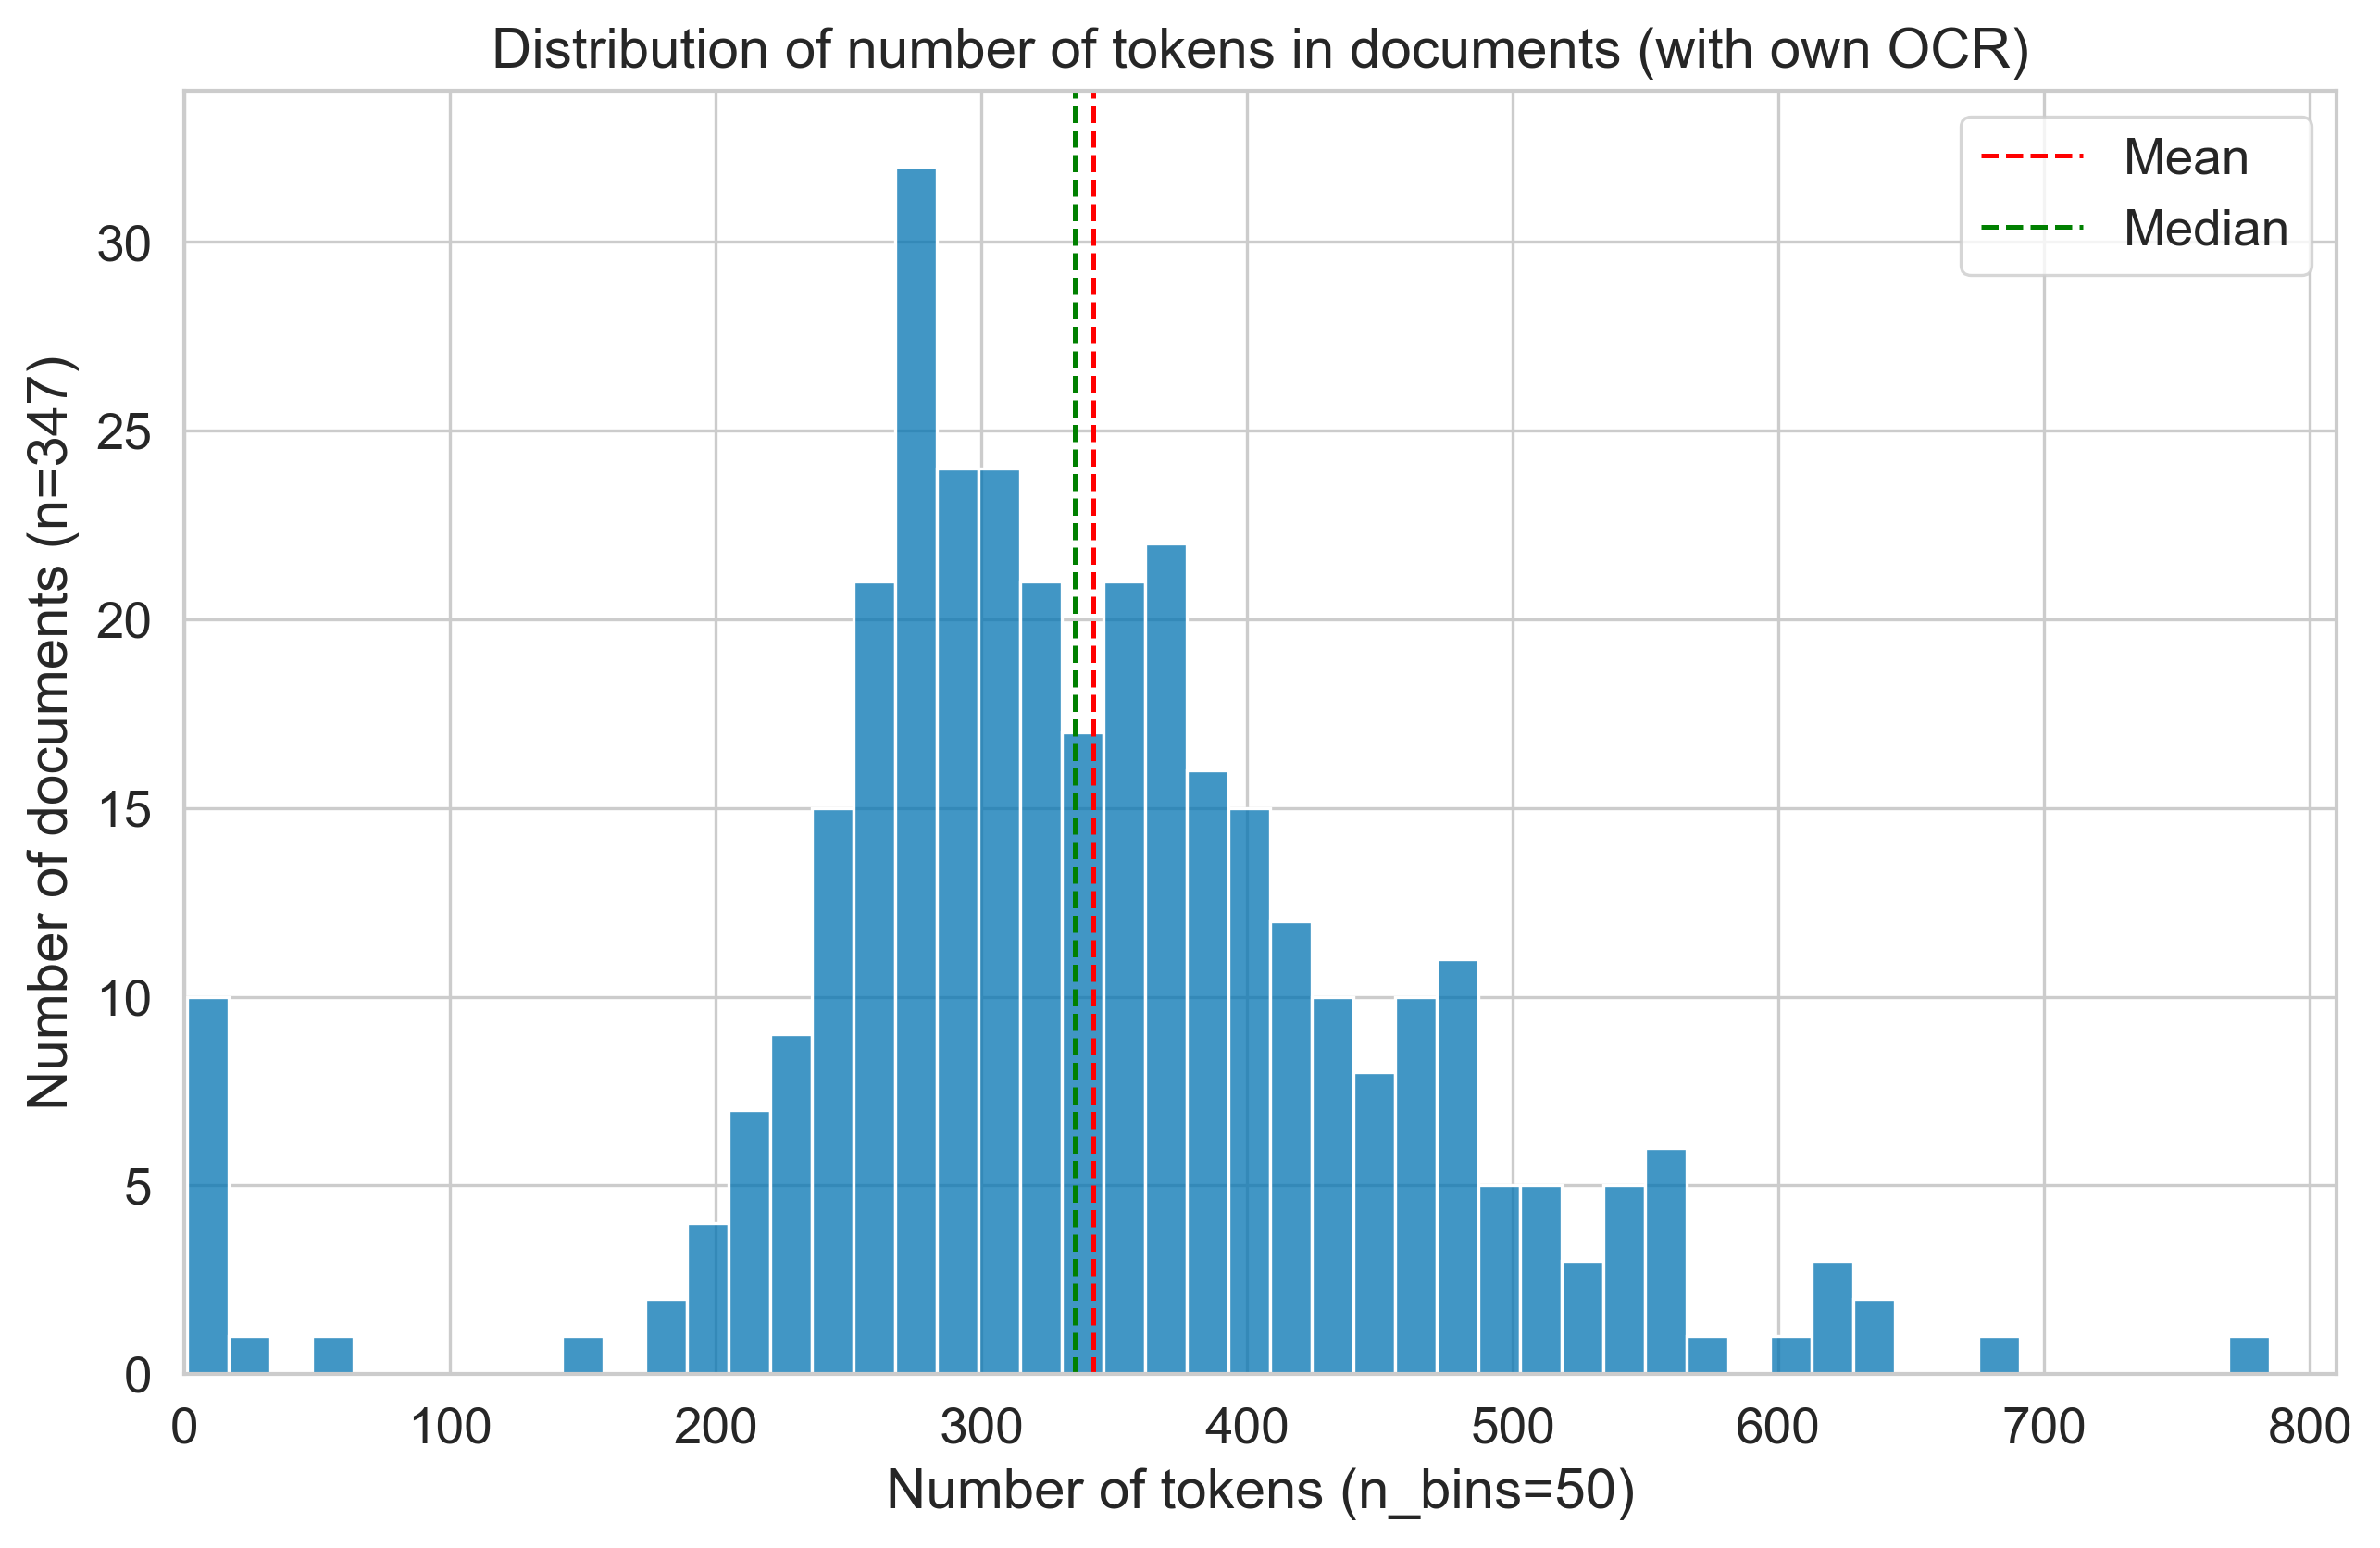 Distribution of number of tokens in documents (with own OCR)
Mean
Median
Number of documents (n=347)
30
25
20
15
10
5
0
0 100 200 300 400 500 600 700 800
Number of tokens (n_bins=50)